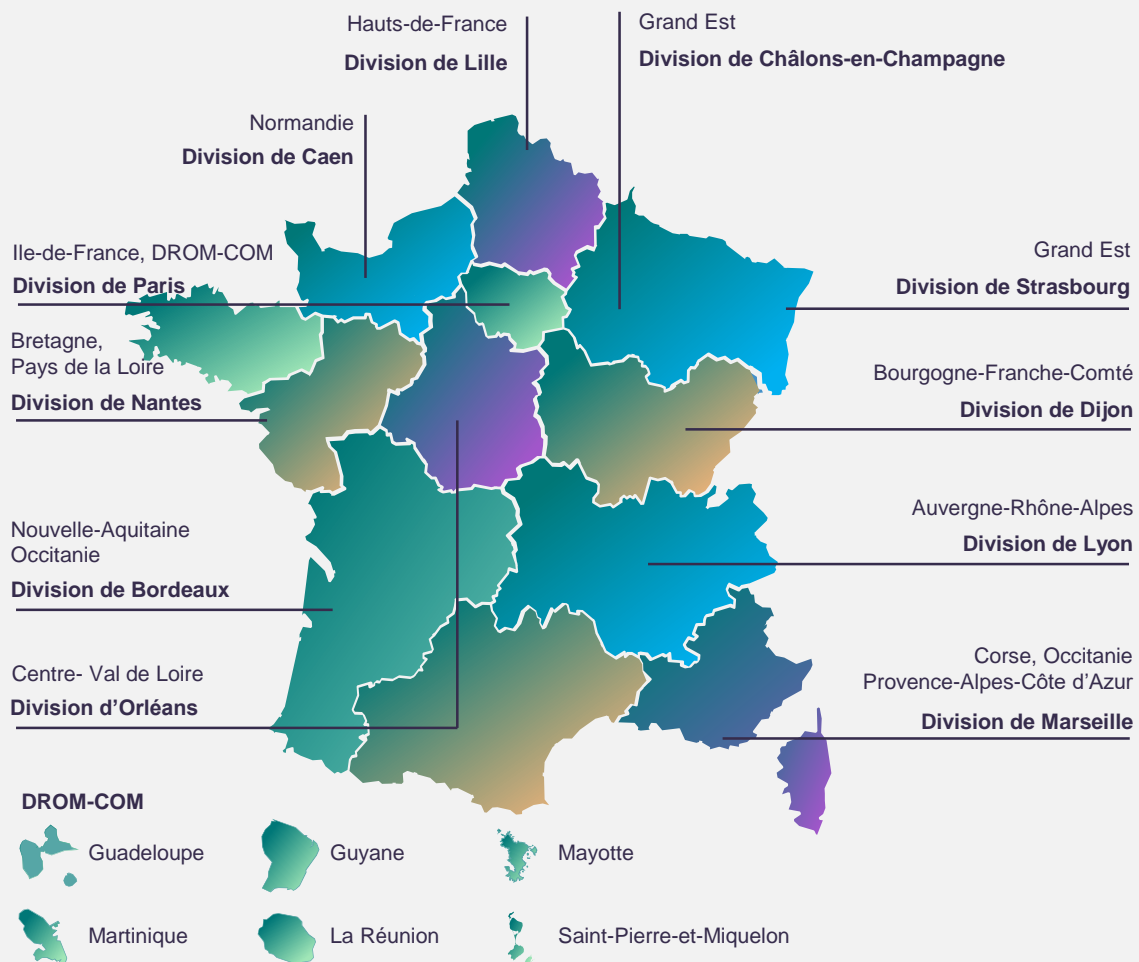 Hauts-de-France
Division de Lille
Grand Est
Division de Châlons-en-Champagne
Normandie
Division de Caen
Ile-de-France, DROM-COM
Division de Paris
Grand Est
Division de Strasbourg
Bretagne,
Pays de la Loire
Division de Nantes
Bourgogne-Franche-Comté
Division de Dijon
Nouvelle-Aquitaine
Occitanie
Division de Bordeaux
Auvergne-Rhône-Alpes
Division de Lyon
Centre- Val de Loire
Division d’Orléans
Corse, Occitanie
Provence-Alpes-Côte d’Azur
Division de Marseille
DROM-COM
Guadeloupe
Guyane
Mayotte
Martinique
La Réunion
Saint-Pierre-et-Miquelon